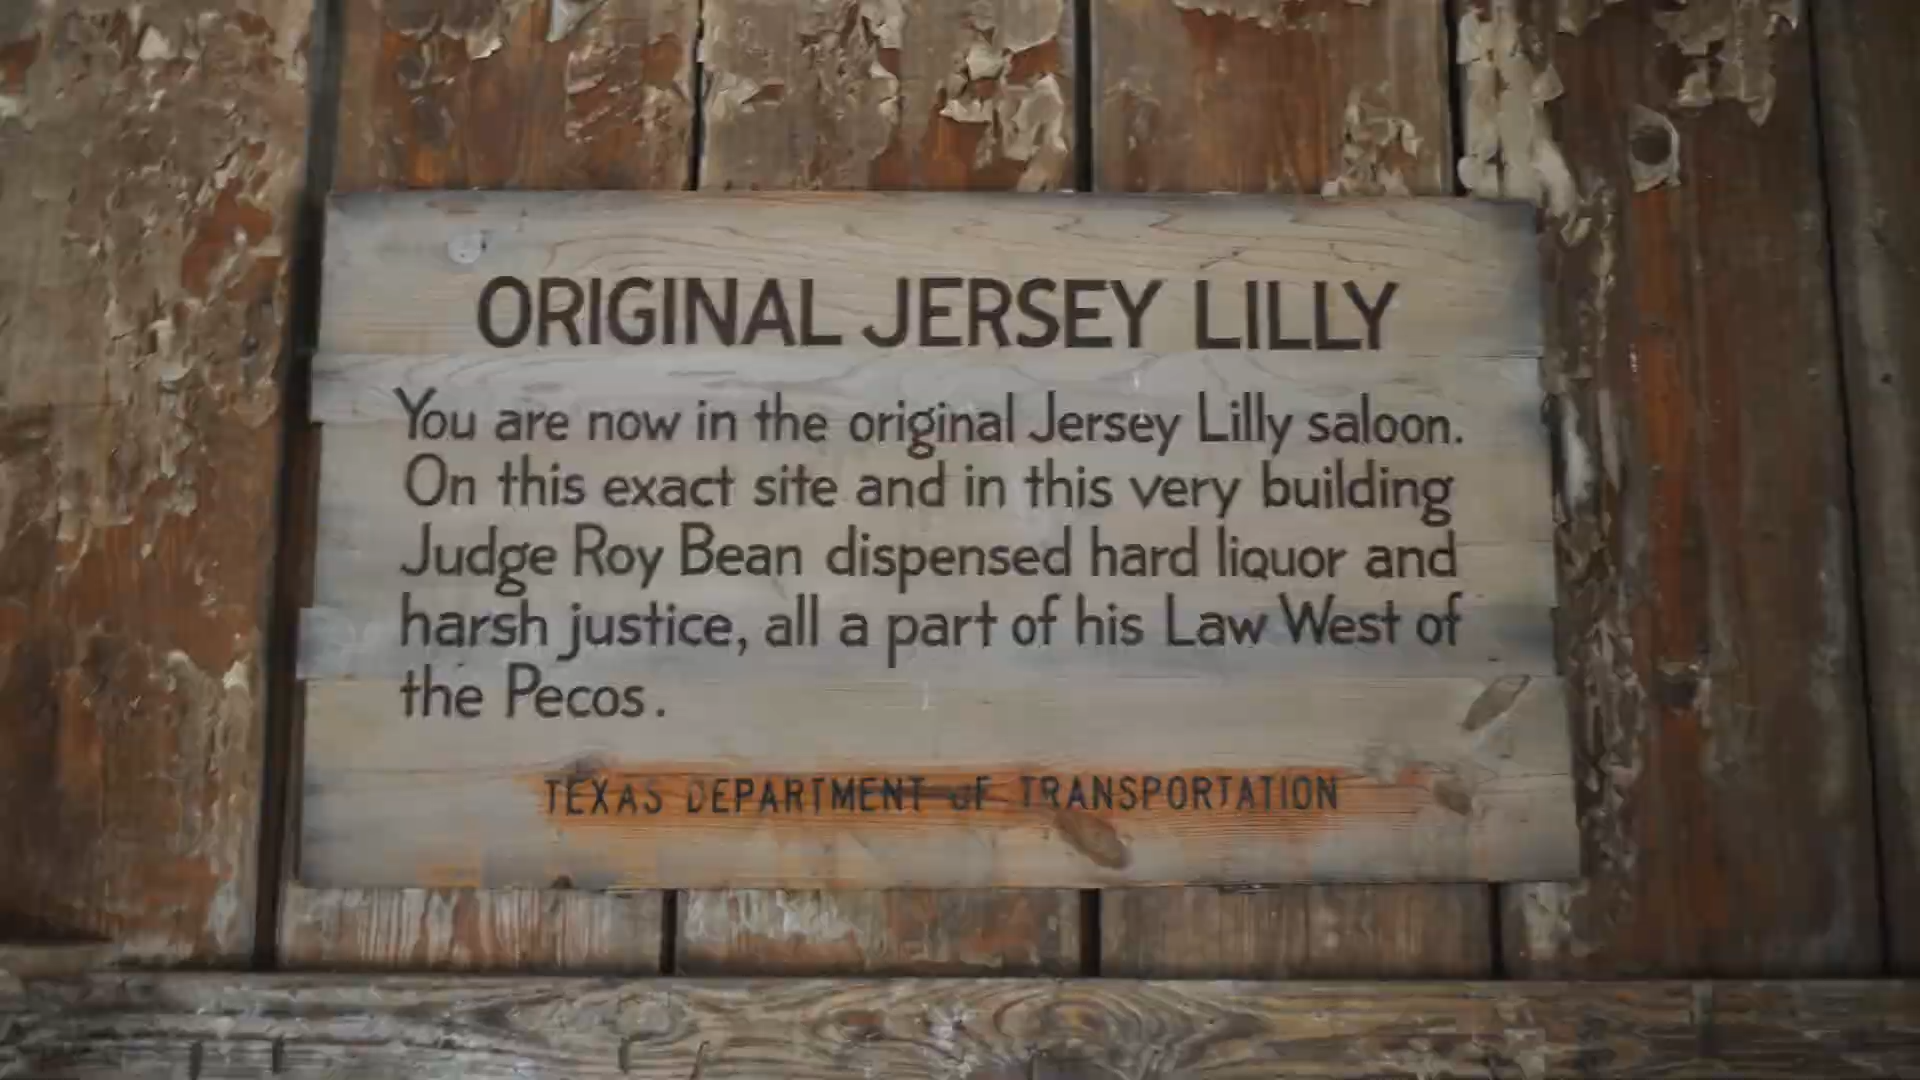 ORIGINAL JERSEY LILLY
You are now in the original Jersey Lilly saloon.
On this exact site and in this very building
Judge Roy Bean dispensed hard liquor and
harsh justice, all a part of his Law West of
the Pecos.
TEXAS DEPARTMENT OF TRANSPORTATION